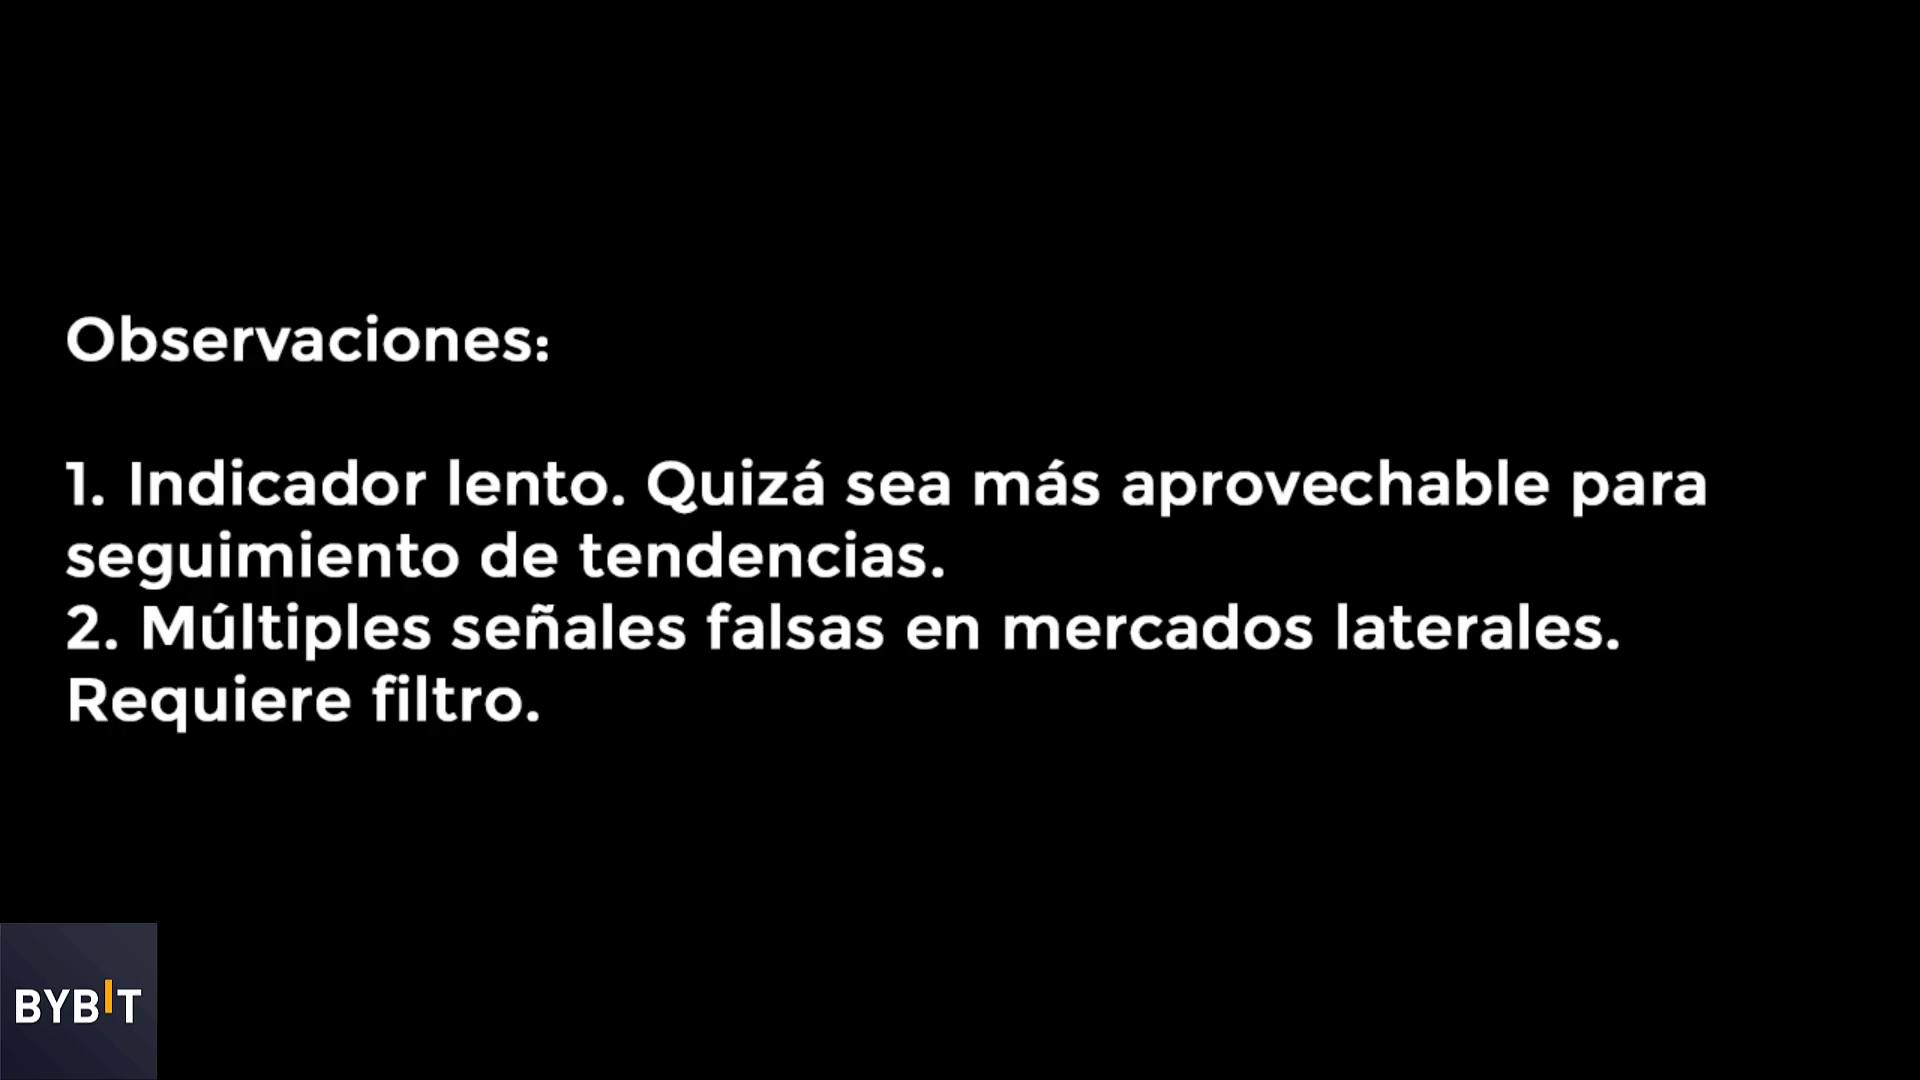 Observaciones:
1. Indicador lento. Quizá sea más aprovechable para
seguimiento de tendencias.
2. Múltiples señales falsas en mercados laterales.
Requiere filtro.
BYBIT